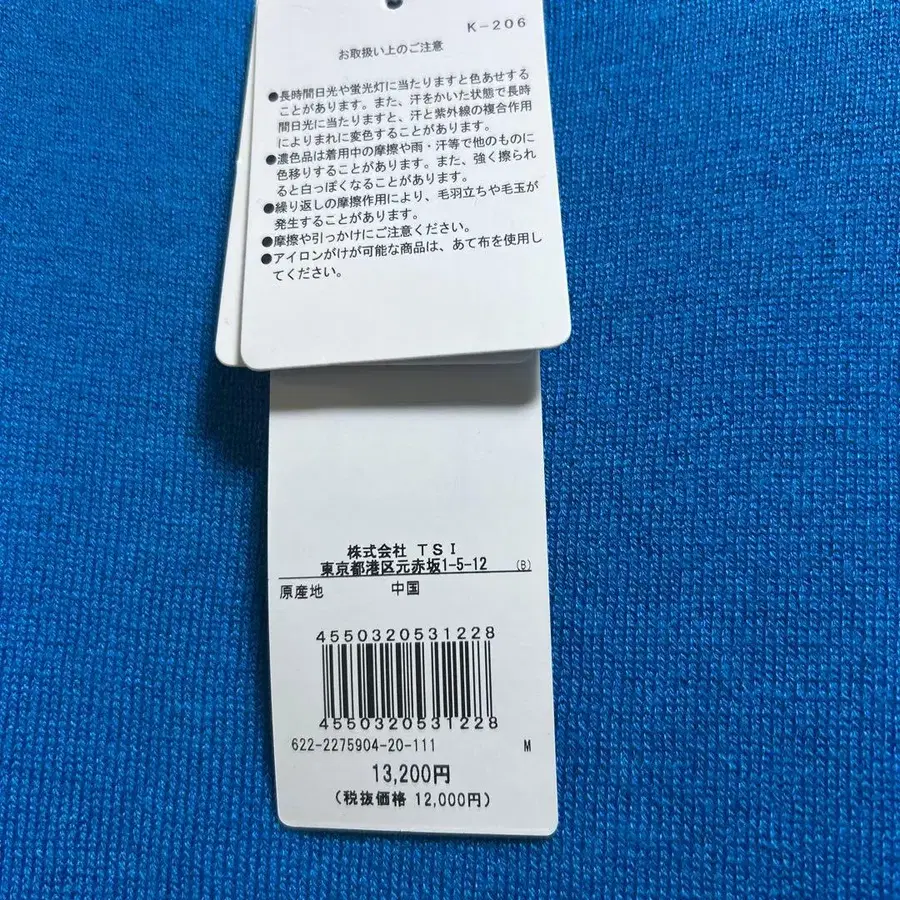 K-206
お取扱い上のご注意
●長時間日光や蛍光灯に当たりますと色あせする
ことがあります。また、汗をかいた状態で長時
間日光に当たりますと、汗と紫外線の複合作用
によりまれに変色することがあります。
●濃色品は着用中の摩擦や雨・汗等で他のものに
色移りすることがあります。また、強く擦られ
ると白っぽくなることがあります。
●繰り返しの摩擦作用により、毛羽立ちや毛玉が
発生することがあります。
●摩擦や引っかけにご注意ください。
●アイロンがけが可能な商品は、あて布を使用し
てください。
株式会社 TSI
東京都港区元赤坂1-5-12 (B)
原産地 中国
4550320531228
4550320531228
622-2275904-20-111 M
13,200円
(税抜価格 12,000円)